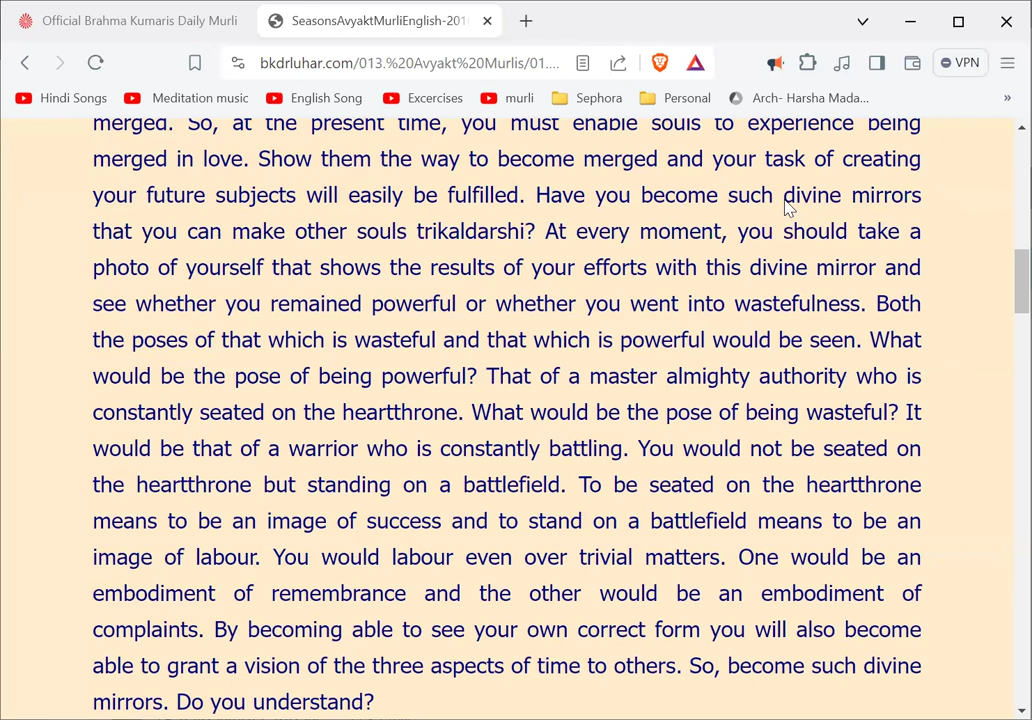 Official Brahma Kumaris Daily Murli
SeasonsAvyaktMurliEnglish-201
bkdrluhar.com/013.%20Avyakt%20Murlis/01....
VPN
Hindi Songs
Meditation music
English Song
Excercises
murli
Sephora
Personal
Arch- Harsha Mada...
»
merged. So, at the present time, you must enable souls to experience being
merged in love. Show them the way to become merged and your task of creating
your future subjects will easily be fulfilled. Have you become such divine mirrors
that you can make other souls trikaldarshi? At every moment, you should take a
photo of yourself that shows the results of your efforts with this divine mirror and
see whether you remained powerful or whether you went into wastefulness. Both
the poses of that which is wasteful and that which is powerful would be seen. What
would be the pose of being powerful? That of a master almighty authority who is
constantly seated on the heartthrone. What would be the pose of being wasteful? It
would be that of a warrior who is constantly battling. You would not be seated on
the heartthrone but standing on a battlefield. To be seated on the heartthrone
means to be an image of success and to stand on a battlefield means to be an
image of labour. You would labour even over trivial matters. One would be an
embodiment of remembrance and the other would be an embodiment of
complaints. By becoming able to see your own correct form you will also become
able to grant a vision of the three aspects of time to others. So, become such divine
mirrors. Do you understand?